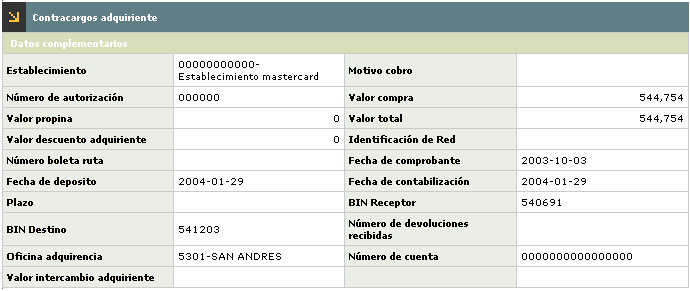 Contracargos adquiriente
Datos complementarios
Establecimiento 00000000000- Establecimiento mastercard Motivo cobro
Número de autorización 000000 Valor compra 544,754
Valor propina 0 Valor total 544,754
Valor descuento adquiriente 0 Identificación de Red
Número boleta ruta Fecha de comprobante 2003-10-03
Fecha de deposito 2004-01-29 Fecha de contabilización 2004-01-29
Plazo BIN Receptor 540691
BIN Destino 541203 Número de devoluciones recibidas
Oficina adquirencia 5301-SAN ANDRES Número de cuenta 0000000000000000
Valor intercambio adquiriente